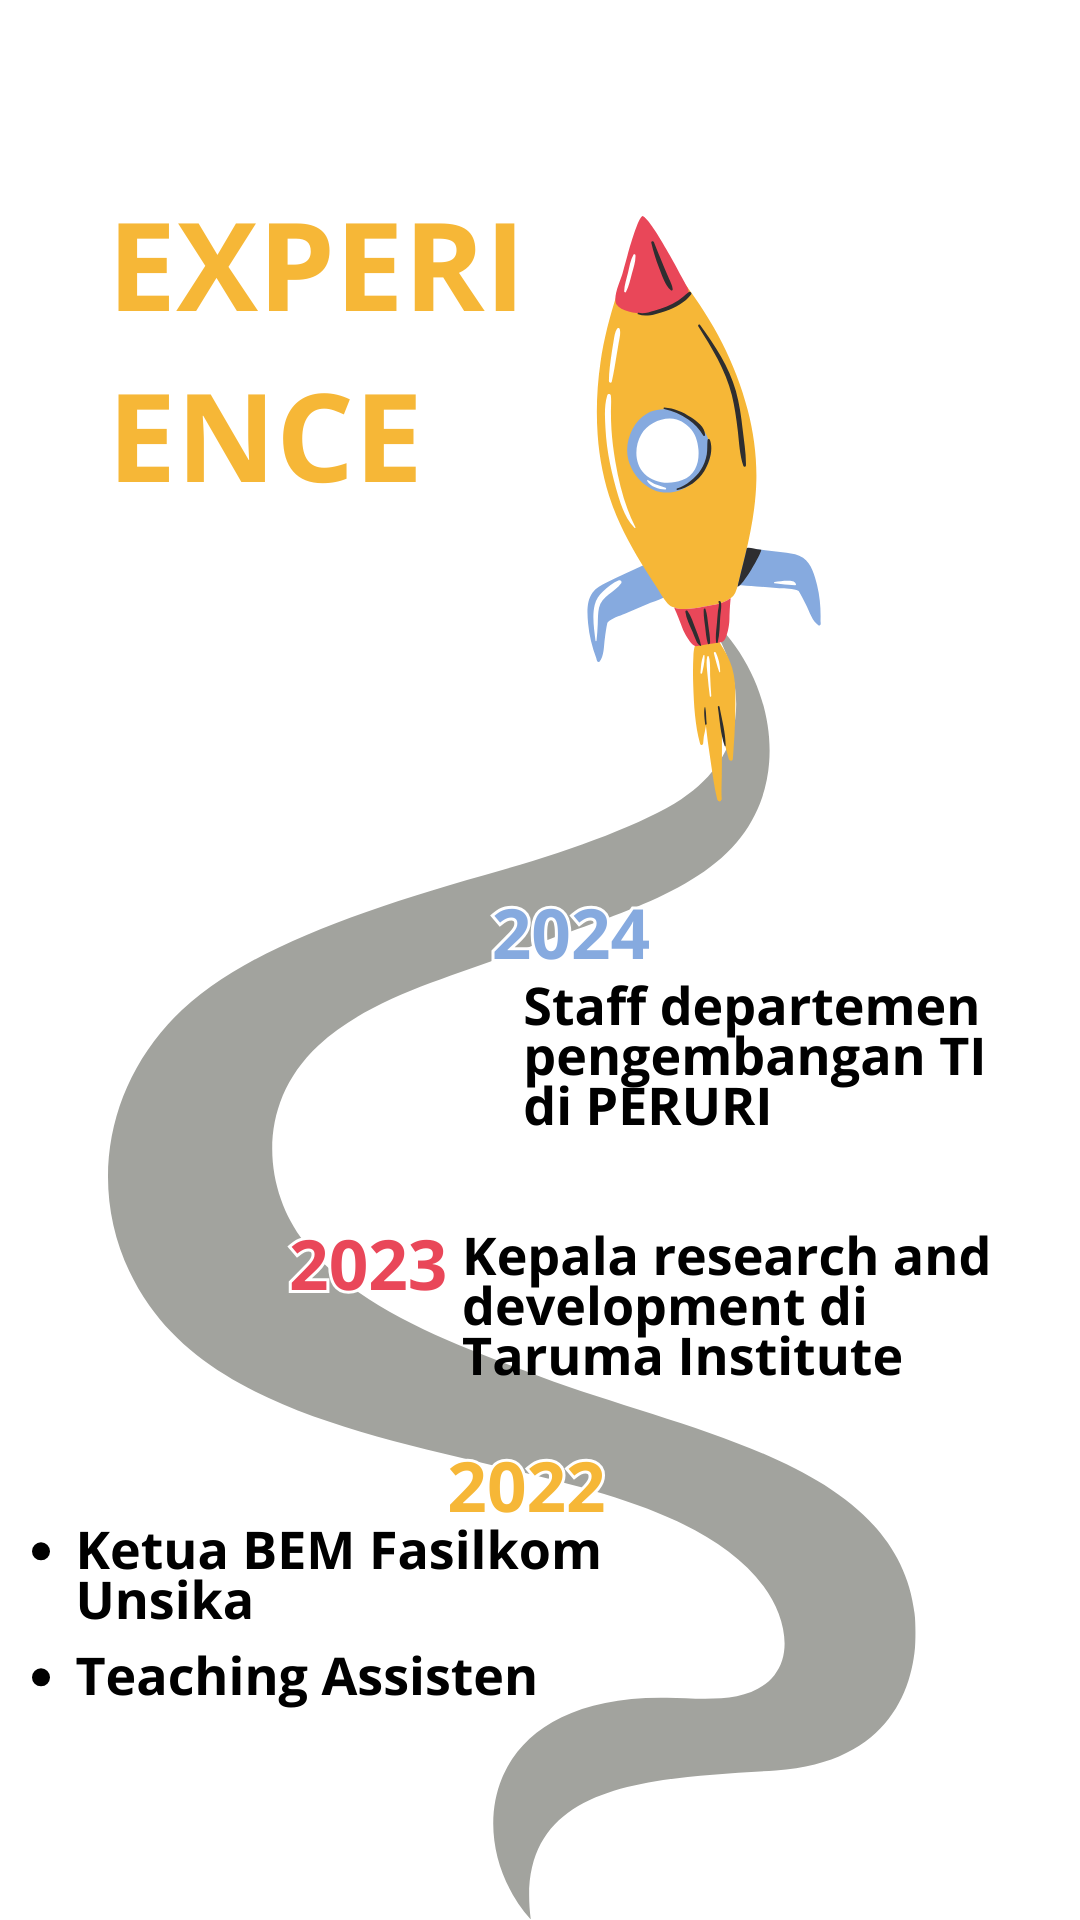 EXPERI
ENCE
2024
Staff departemen
pengembangan TI
di PERURI
2023
Kepala research and
development di
Taruma Institute
2022
• Ketua BEM Fasilkom
Unsika
• Teaching Assisten